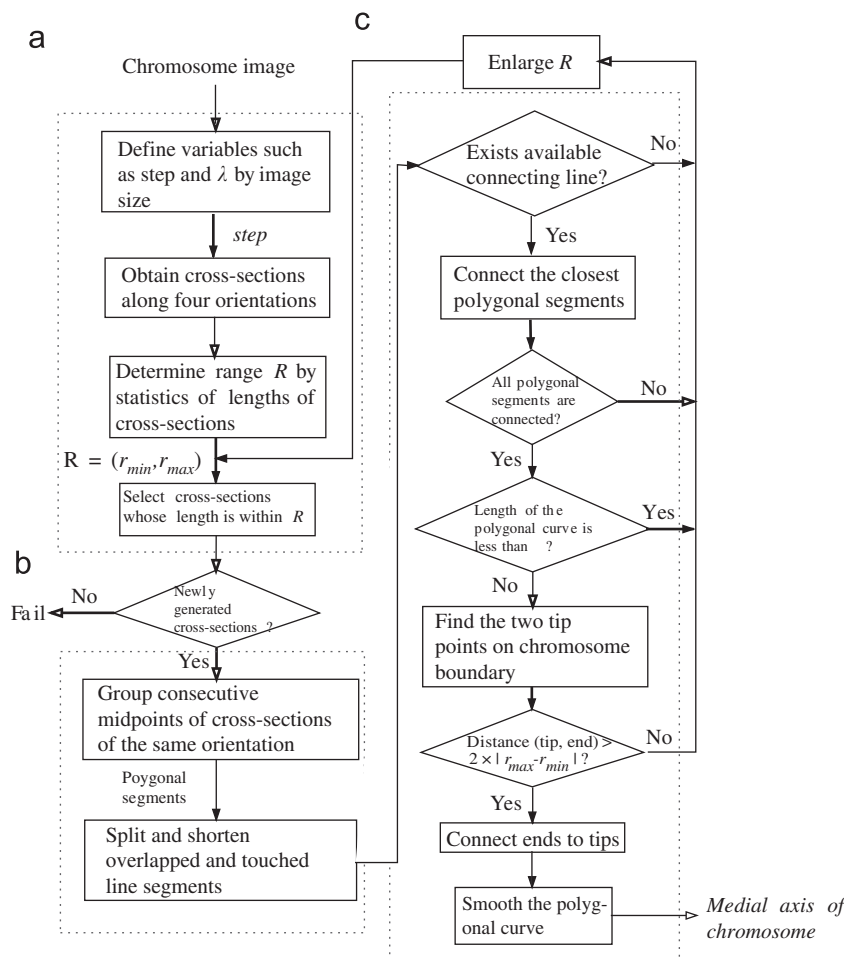 a
Chromosome image
Define variables such
as step and λ by image
size
step
Obtain cross-sections
along four orientations
Determine range R by
statistics of lengths of
cross-sections
R = (r_min,r_max)
Select cross-sections
whose length is within R
b
Newly
generated
cross-sections ?
No
Fail
Yes
Group consecutive
midpoints of cross-sections
of the same orientation
Poygonal
segments
Split and shorten
overlapped and touched
line segments
c
Enlarge R
Exists available
connecting line?
No
Yes
Connect the closest
polygonal segments
All polygonal
segments are
connected?
No
Yes
Length of the
polygonal curve is
less than ?
Yes
No
Find the two tip
points on chromosome
boundary
Distance (tip, end) >
2 × | r_max-r_min | ?
No
Yes
Connect ends to tips
Smooth the polyg-
onal curve
Medial axis of
chromosome